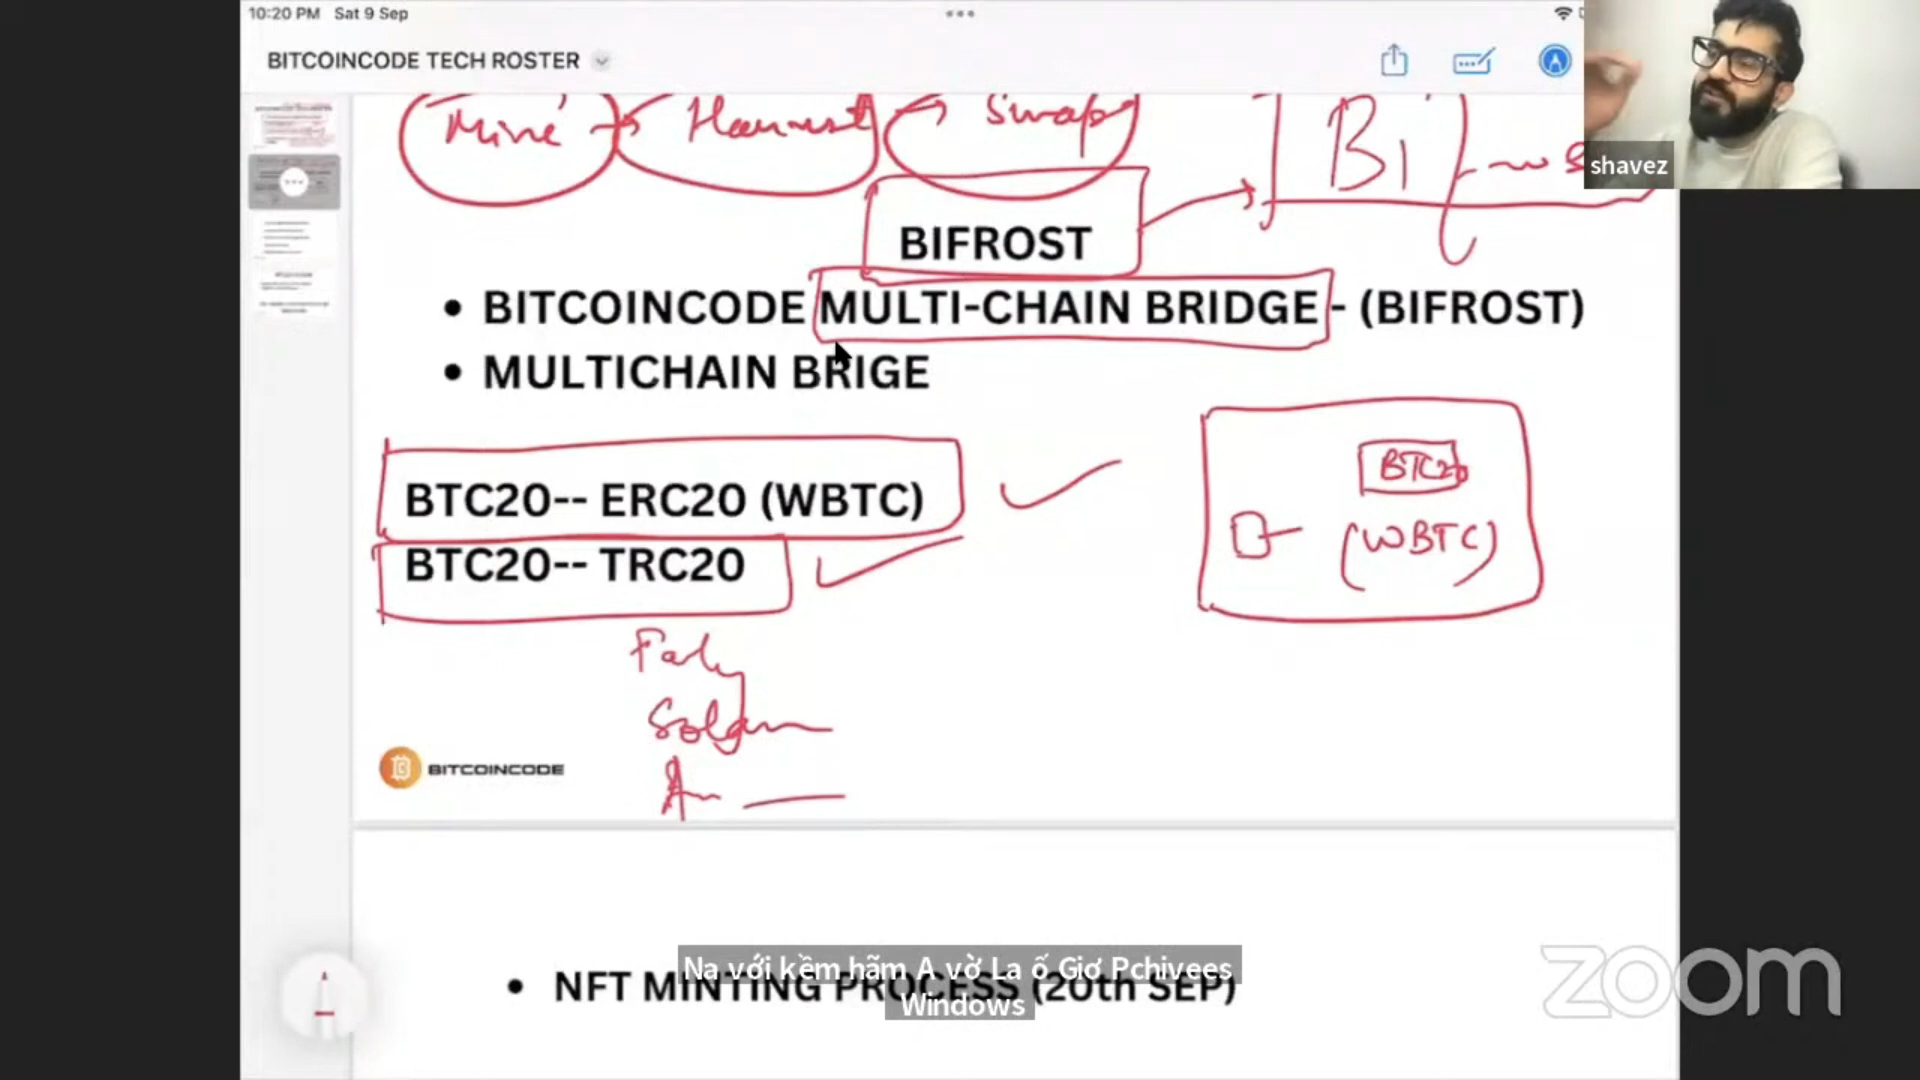 10:20 PM Sat 9 Sep
BITCOINCODE TECH ROSTER
shavez
Mine
Harvest
Swap
BI
BIFROST
• BITCOINCODE MULTI-CHAIN BRIDGE - (BIFROST)
• MULTICHAIN BRIGE
BTC20-- ERC20 (WBTC)
BTC20-- TRC20
BTC20
(WBTC)
BITCOINCODE
• NFT MINTING PROCESS (20th SEP)
Na với kềm hãm A vờ La ố Giơ Pchivees
Windows
zoom